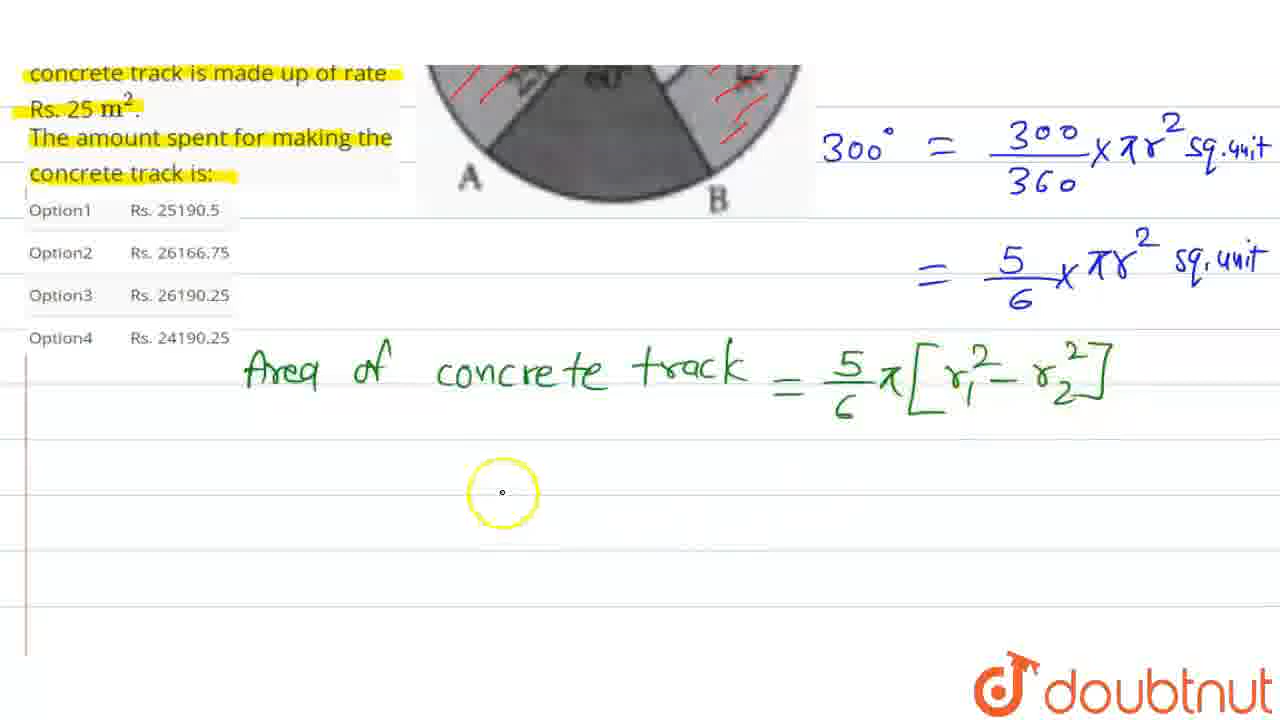 concrete track is made up of rate
Rs. 25 m².
The amount spent for making the
concrete track is:
Option1 Rs. 25190.5
Option2 Rs. 26166.75
Option3 Rs. 26190.25
Option4 Rs. 24190.25
A
B
300° = 300/360 × πr² sq.unit
= 5/6 × πr² sq.unit
Area of concrete track = 5/6 π[r₁² - r₂²]
doubtnut